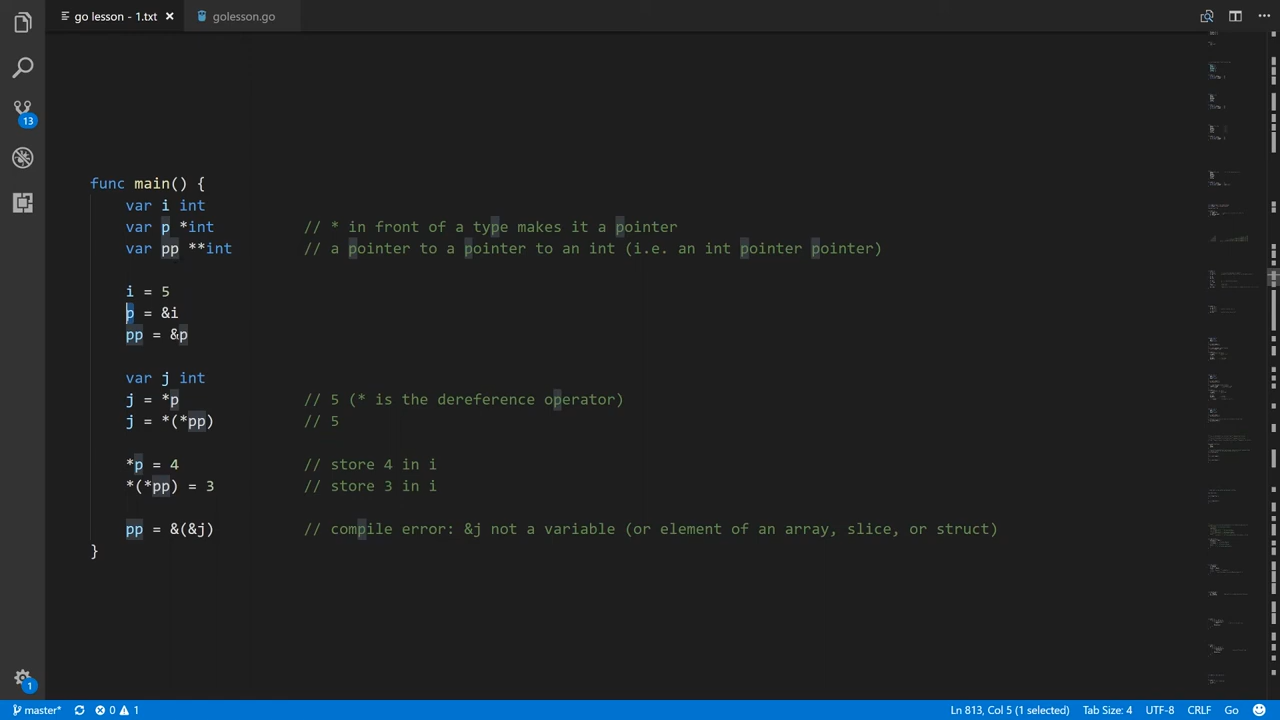 go lesson - 1.txt × golesson.go •••
13
func main() {
var i int
var p *int // * in front of a type makes it a pointer
var pp **int // a pointer to a pointer to an int (i.e. an int pointer pointer)
i = 5
p = &i
pp = &p
var j int
j = *p // 5 (* is the dereference operator)
j = *(*pp) // 5
*p = 4 // store 4 in i
*(*pp) = 3 // store 3 in i
pp = &(&j) // compile error: &j not a variable (or element of an array, slice, or struct)
}
1
master* 0 1 Ln 813, Col 5 (1 selected) Tab Size: 4 UTF-8 CRLF Go